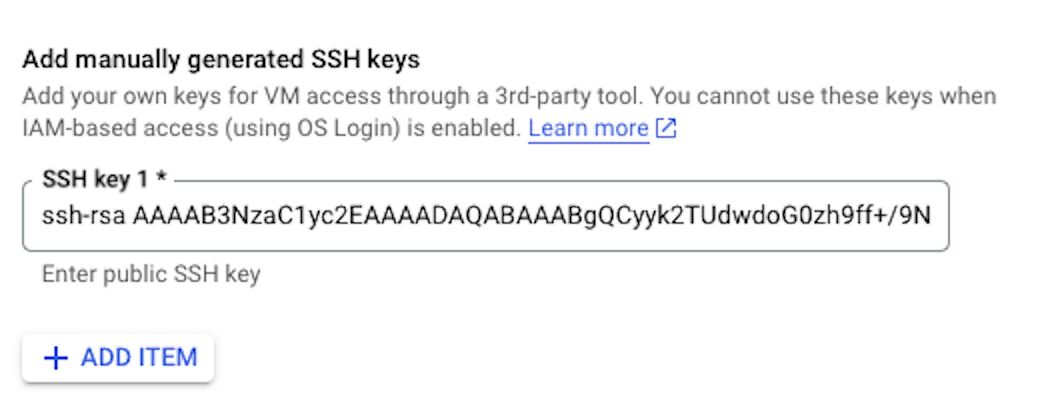 Add manually generated SSH keys
Add your own keys for VM access through a 3rd-party tool. You cannot use these keys when
IAM-based access (using OS Login) is enabled. Learn more
SSH key 1 *
ssh-rsa AAAAB3NzaC1yc2EAAAADAQABAAABgQCyyk2TUdwdoG0zh9ff+/9N
Enter public SSH key
+ ADD ITEM